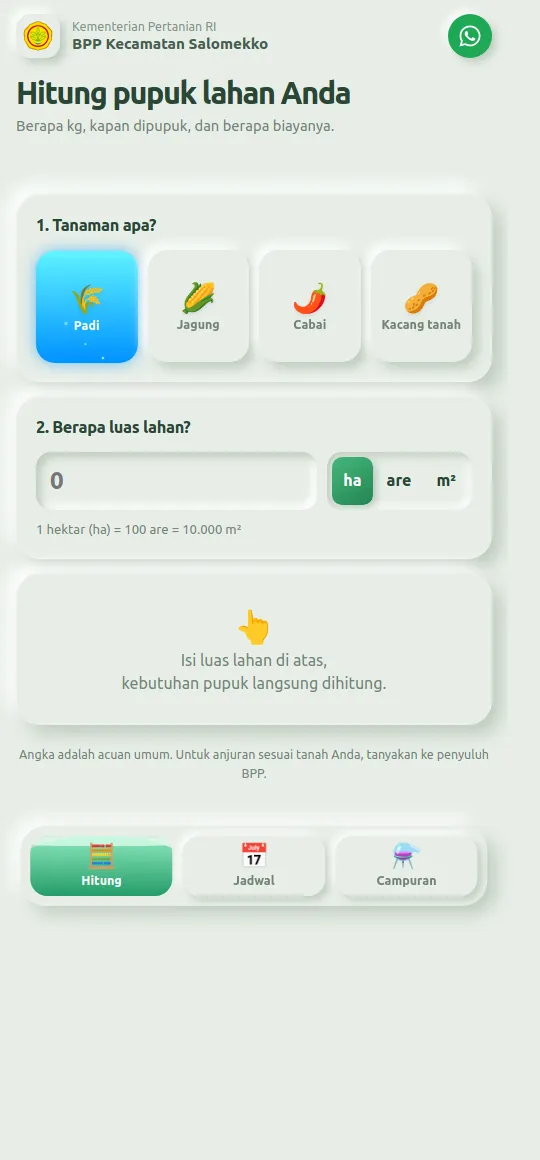 Kementerian Pertanian RI
BPP Kecamatan Salomekko
Hitung pupuk lahan Anda
Berapa kg, kapan dipupuk, dan berapa biayanya.
1. Tanaman apa?
Padi
Jagung
Cabai
Kacang tanah
2. Berapa luas lahan?
0
ha
are
m²
1 hektar (ha) = 100 are = 10.000 m²
Isi luas lahan di atas,
kebutuhan pupuk langsung dihitung.
Angka adalah acuan umum. Untuk anjuran sesuai tanah Anda, tanyakan ke penyuluh
BPP.
July
17
Hitung
Jadwal
Campuran